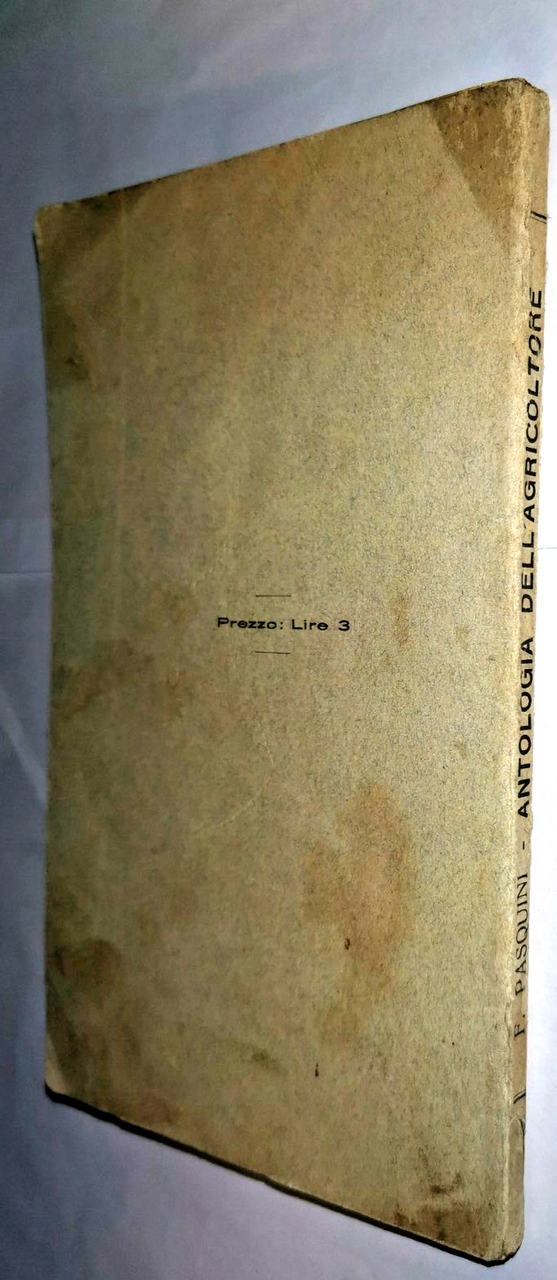 Prezzo: Lire 3
F. PASQUINI - ANTOLOGIA DELL'AGRICOLTORE